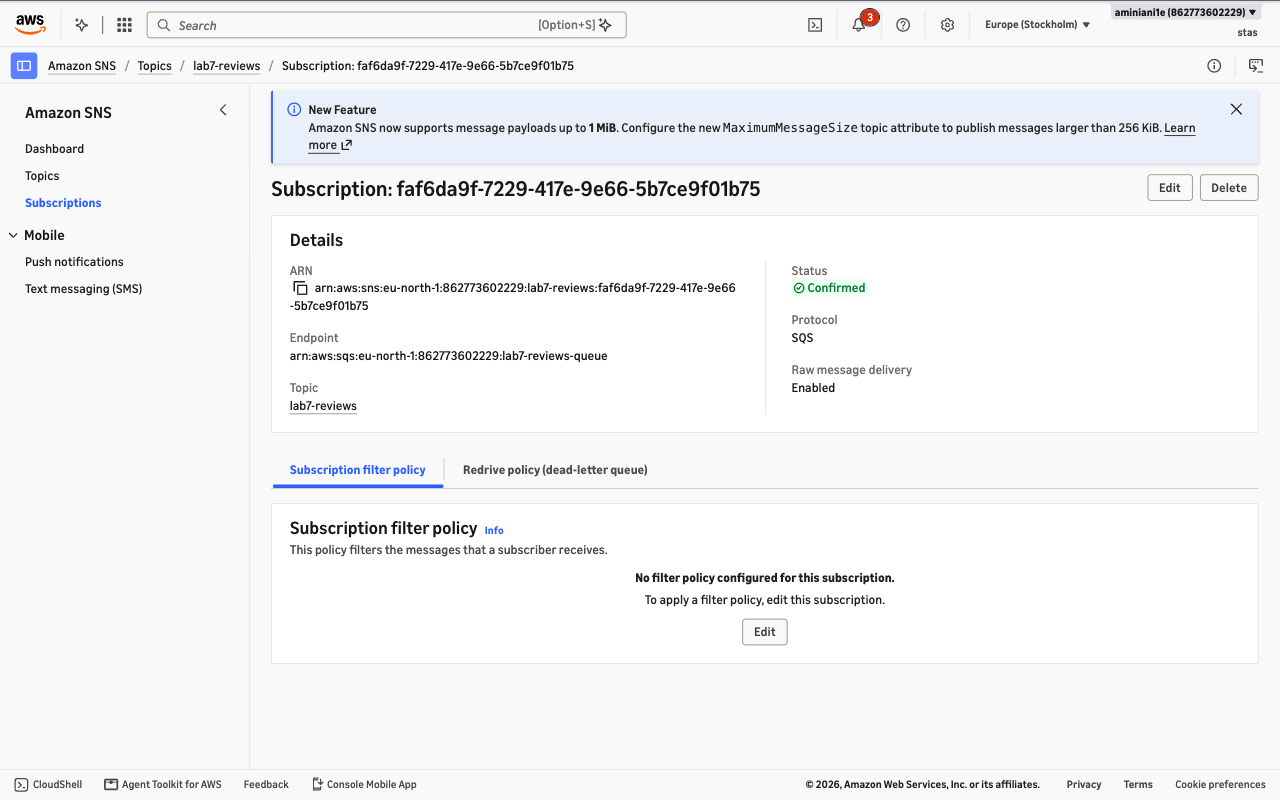 aws
Search
[Option+S]
3
Europe (Stockholm)
aminiani1e (862773602229)
stas
Amazon SNS / Topics / lab7-reviews / Subscription: faf6da9f-7229-417e-9e66-5b7ce9f01b75
Amazon SNS
Dashboard
Topics
Subscriptions
Mobile
Push notifications
Text messaging (SMS)
New Feature
Amazon SNS now supports message payloads up to 1 MiB. Configure the new MaximumMessageSize topic attribute to publish messages larger than 256 KiB. Learn
more
Subscription: faf6da9f-7229-417e-9e66-5b7ce9f01b75
Edit
Delete
Details
ARN
arn:aws:sns:eu-north-1:862773602229:lab7-reviews:faf6da9f-7229-417e-9e66
-5b7ce9f01b75
Endpoint
arn:aws:sqs:eu-north-1:862773602229:lab7-reviews-queue
Topic
lab7-reviews
Status
Confirmed
Protocol
SQS
Raw message delivery
Enabled
Subscription filter policy
Redrive policy (dead-letter queue)
Subscription filter policy Info
This policy filters the messages that a subscriber receives.
No filter policy configured for this subscription.
To apply a filter policy, edit this subscription.
Edit
CloudShell
Agent Toolkit for AWS
Feedback
Console Mobile App
© 2026, Amazon Web Services, Inc. or its affiliates.
Privacy
Terms
Cookie preferences